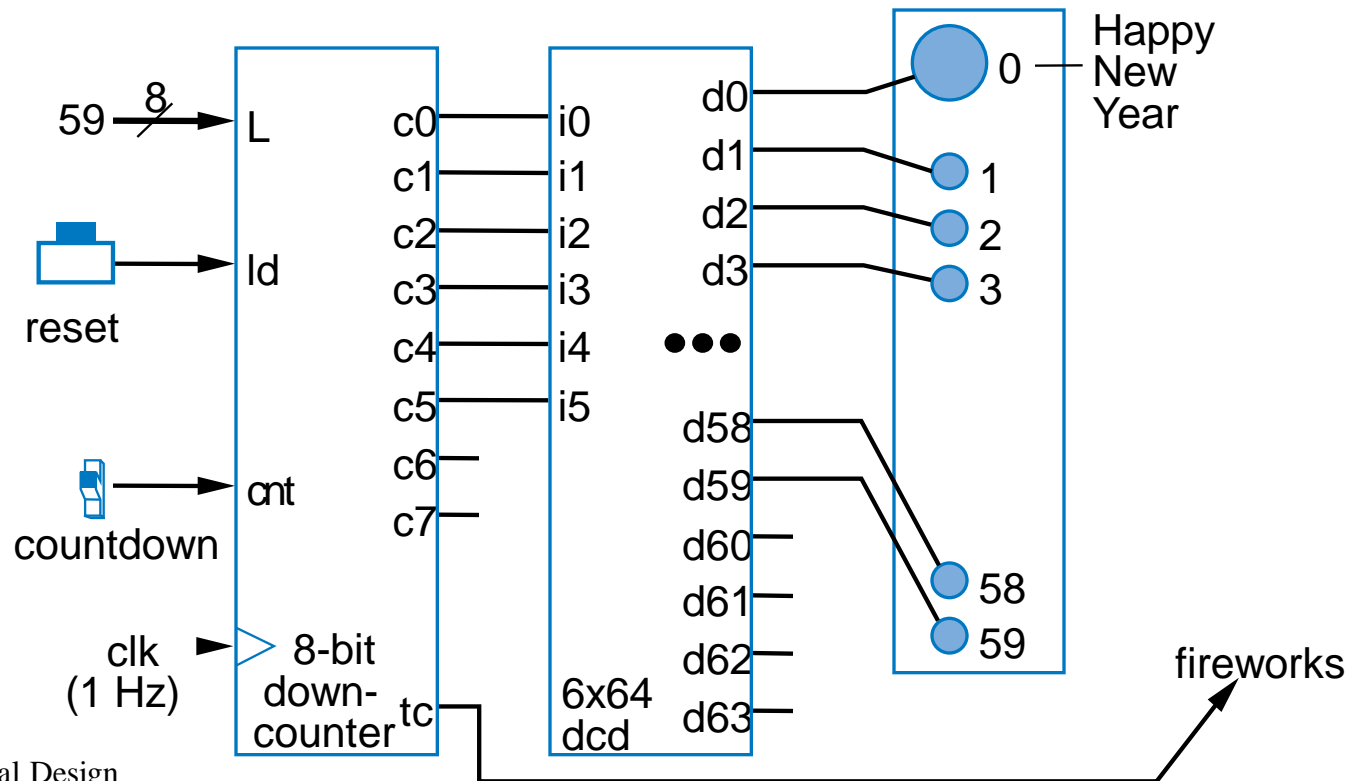 59
8
L
reset
ld
countdown
cnt
clk
(1 Hz)
8-bit
down-
counter
c0
c1
c2
c3
c4
c5
c6
c7
tc
i0
i1
i2
i3
i4
i5
6x64
dcd
d0
d1
d2
d3
d58
d59
d60
d61
d62
d63
0
1
2
3
58
59
Happy
New
Year
fireworks
al Design